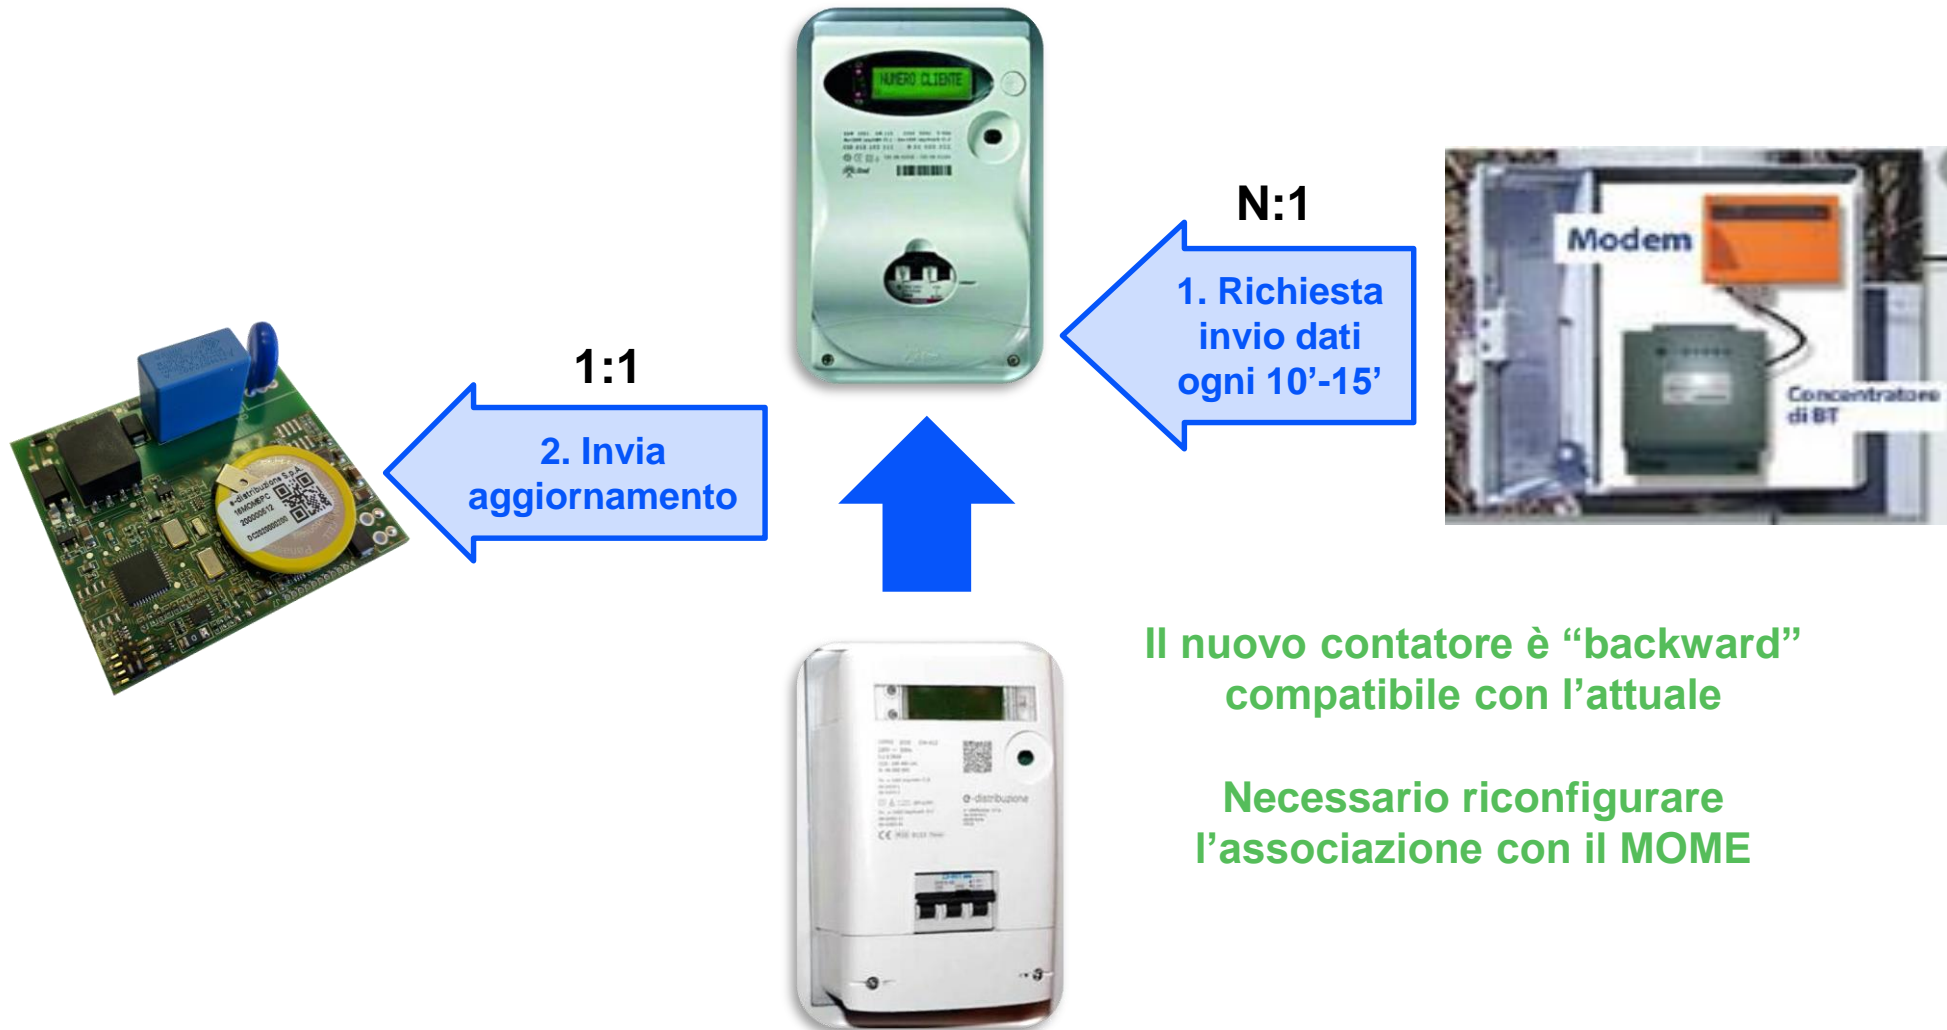 NUMERO CLIENTE
N:1
Modem
1. Richiesta
invio dati
ogni 10’-15’
Concentratore
di BT
1:1
2. Invia
aggiornamento
e-distribuzione S.p.A.
Il nuovo contatore è “backward”
compatibile con l’attuale
e-distribuzione
Necessario riconfigurare
l’associazione con il MOME